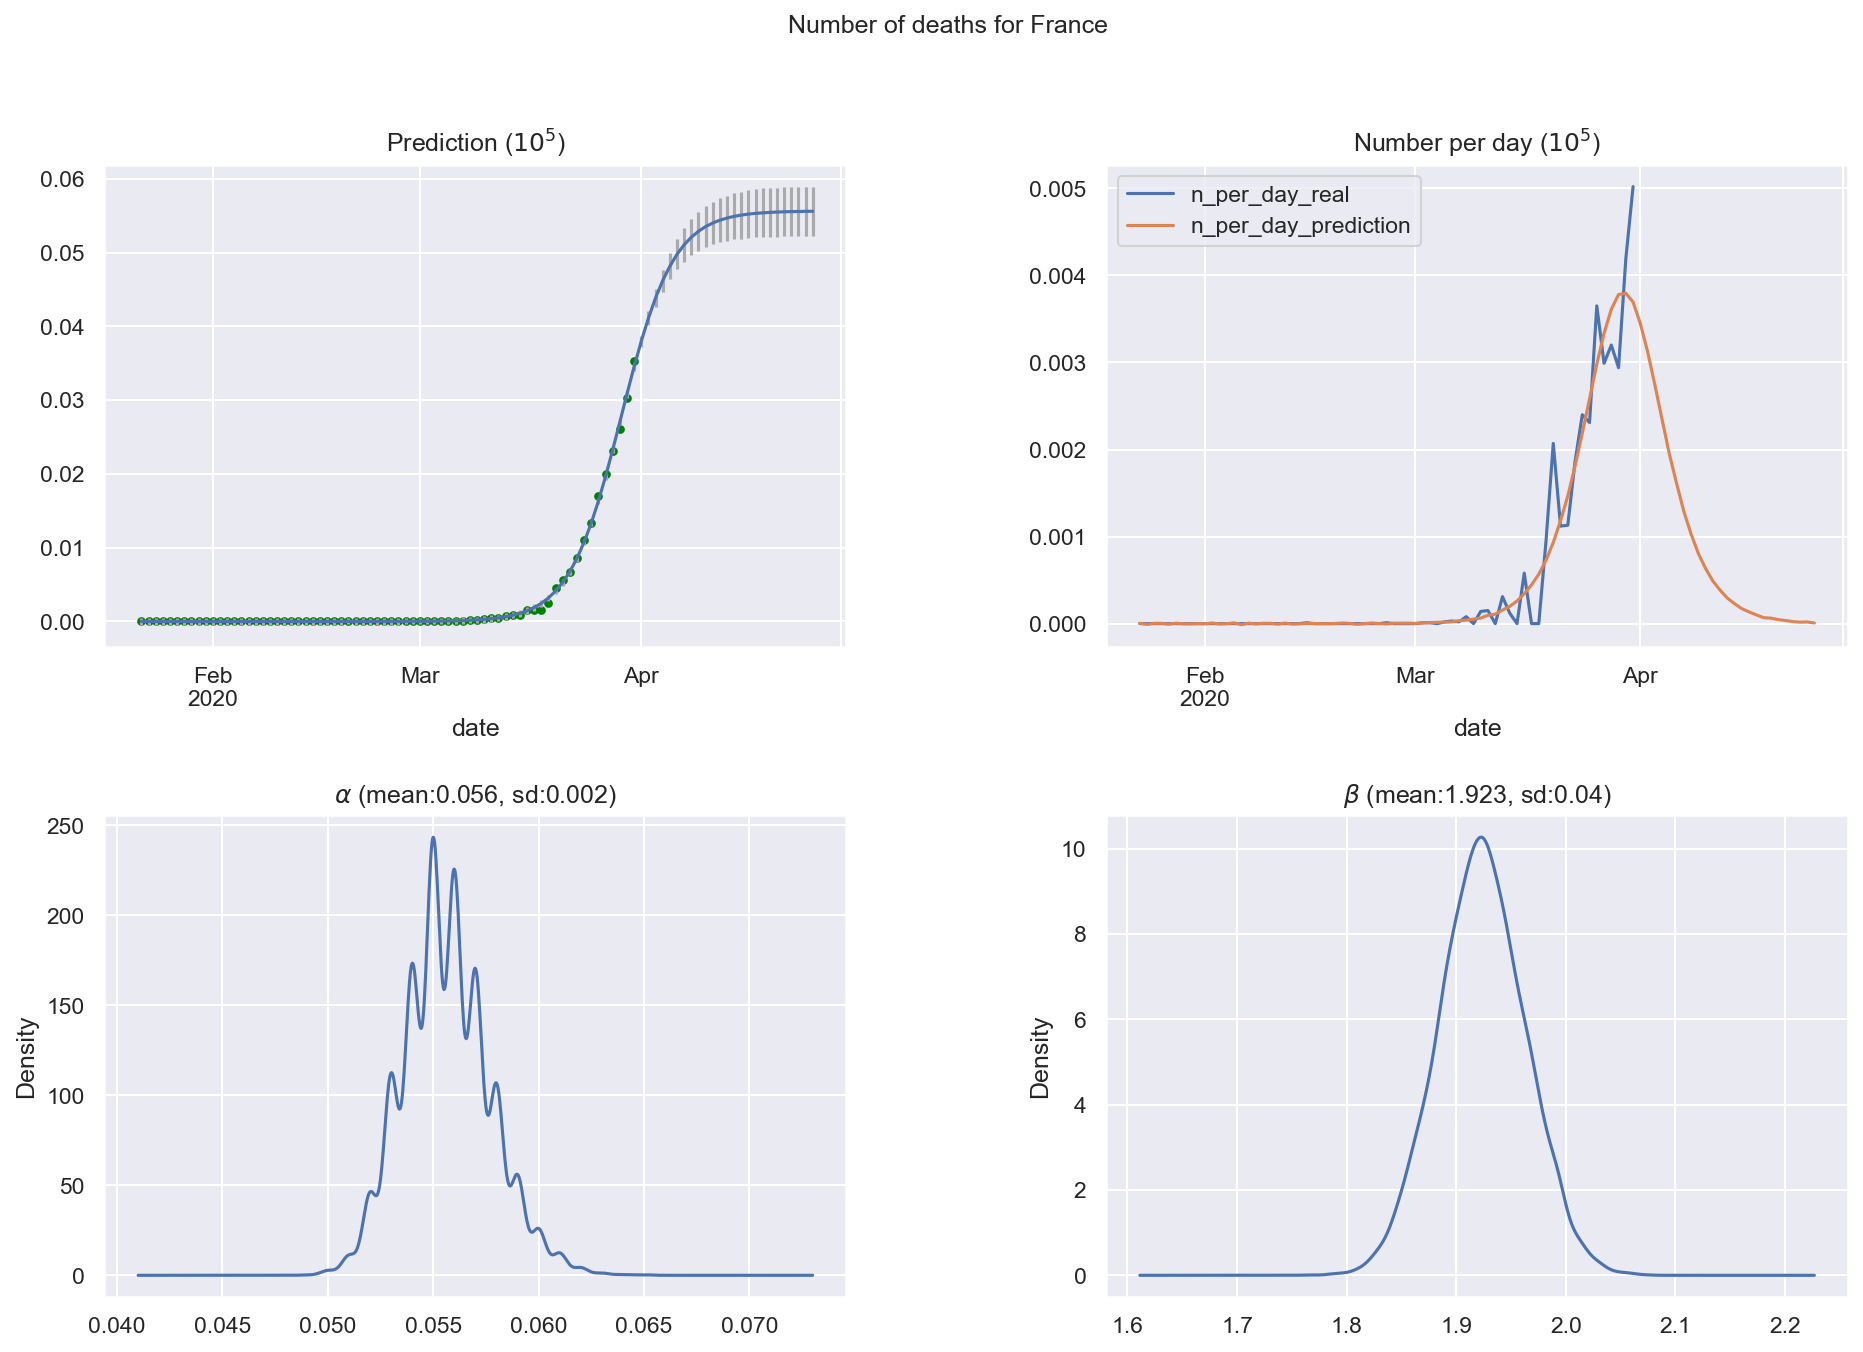 Number of deaths for France
Prediction (10⁵)
0.06
0.05
0.04
0.03
0.02
0.01
0.00
Feb
2020
Mar
Apr
date
Number per day (10⁵)
n_per_day_real
n_per_day_prediction
0.005
0.004
0.003
0.002
0.001
0.000
Feb
2020
Mar
Apr
date
α (mean:0.056, sd:0.002)
Density
250
200
150
100
50
0
0.040 0.045 0.050 0.055 0.060 0.065 0.070
β (mean:1.923, sd:0.04)
Density
10
8
6
4
2
0
1.6 1.7 1.8 1.9 2.0 2.1 2.2